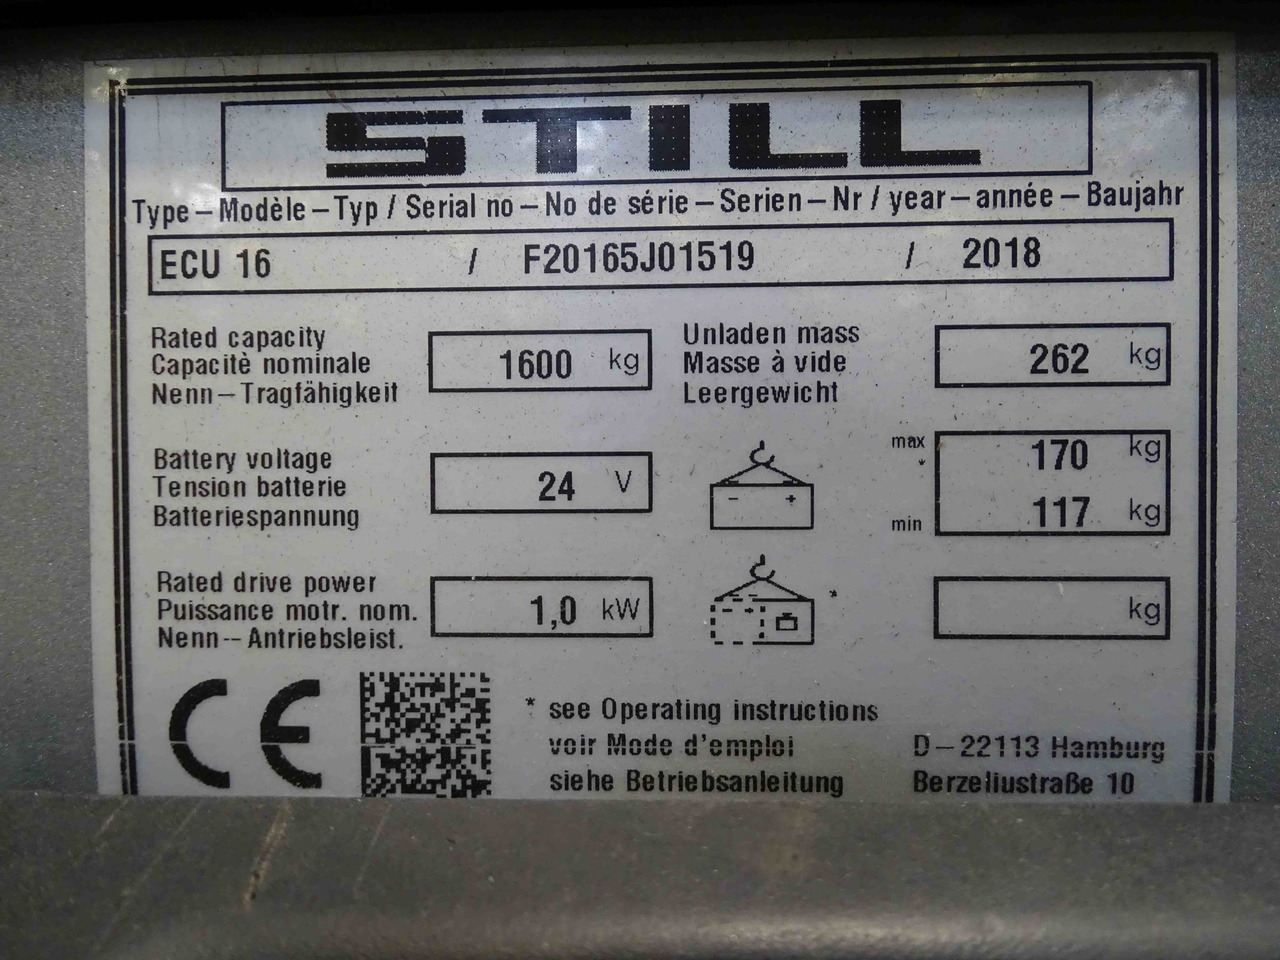 STILL
Type – Modèle – Typ / Serial no – No de série – Serien – Nr / year – année – Baujahr
ECU 16 / F20165J01519 / 2018
Rated capacity
Capacitè nominale
Nenn – Tragfähigkeit
1600 kg
Unladen mass
Masse à vide
Leergewicht
262 kg
Battery voltage
Tension batterie
Batteriespannung
24 V
- +
max
*
min
170 kg
117 kg
Rated drive power
Puissance motr. nom.
Nenn -- Antriebsleist.
1,0 kW
- +
*
kg
CE
* see Operating instructions
voir Mode d'emploi
siehe Betriebsanleitung
D – 22113 Hamburg
Berzeliustraße 10